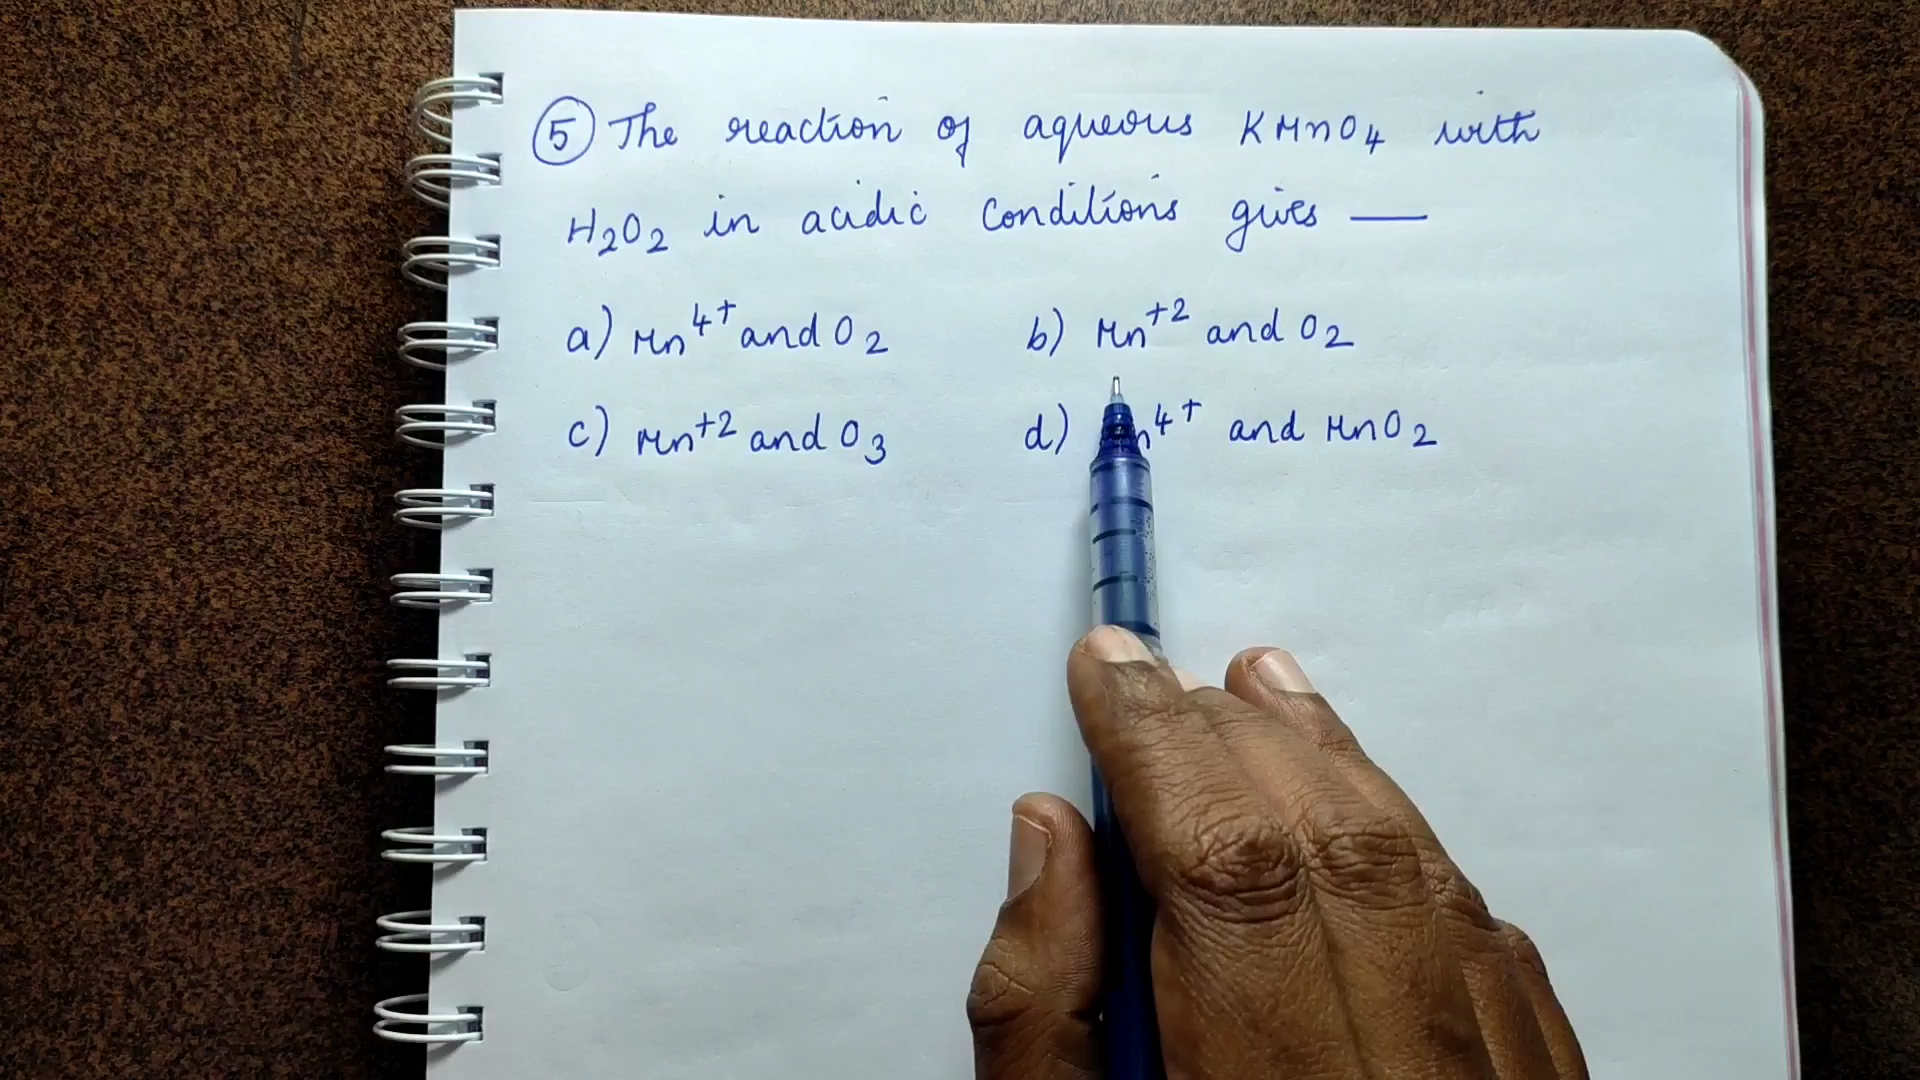 5 The reaction of aqueous KMnO4 with
H2O2 in acidic conditions gives —
a) Mn4+ and O2 b) Mn+2 and O2
c) Mn+2 and O3 d) 4+ and MnO2